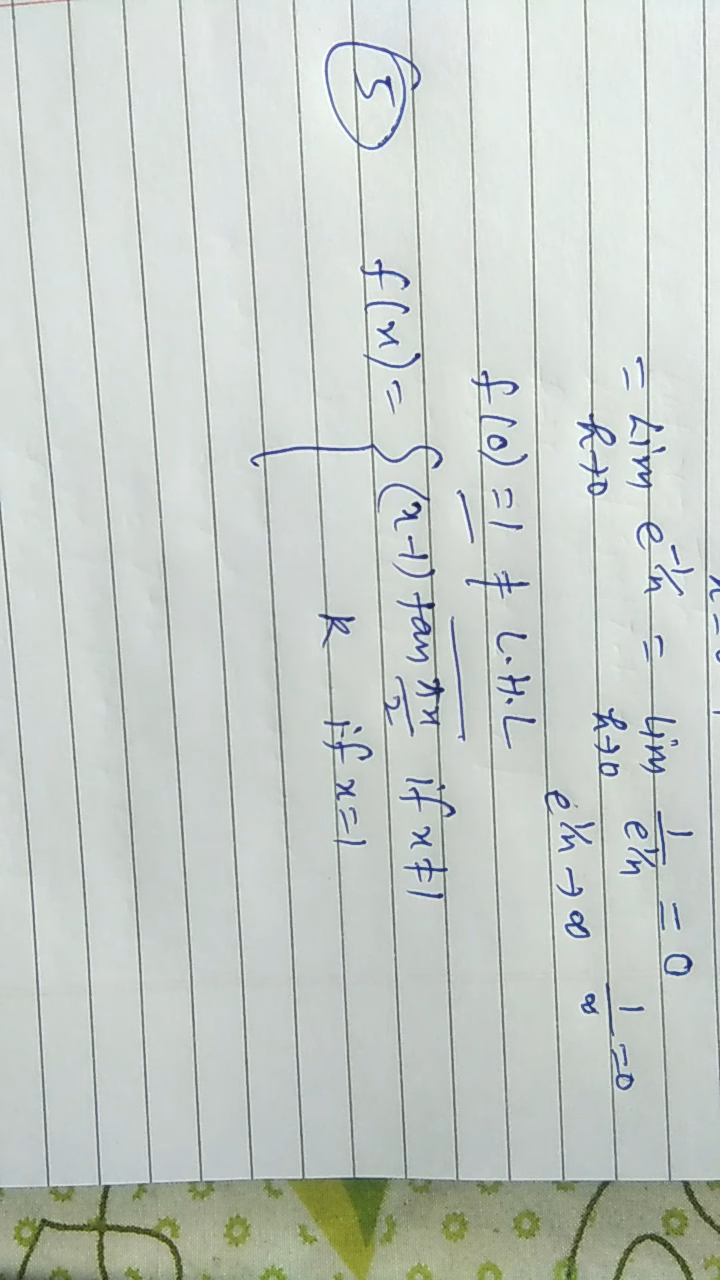 = Lim h→0 e^{-1/h} = Lim h→0 1/e^{1/h} = 0
e^{1/h} → ∞ 1/∞ = 0
f(0) = 1 ≠ L.H.L
5 f(x) = { (x-1) tan πx/2 if x ≠ 1
k if x = 1